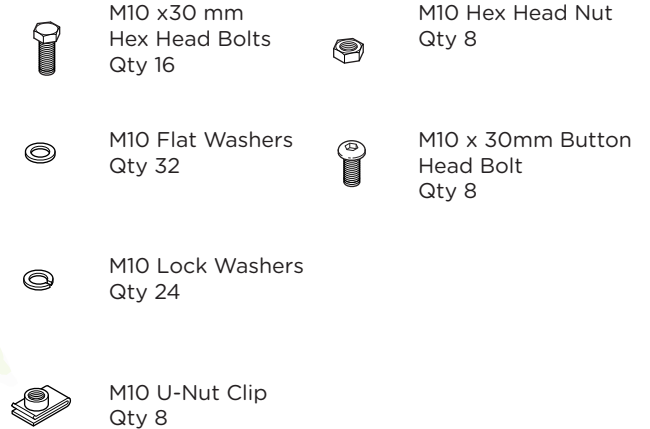 M10 x30 mm
Hex Head Bolts
Qty 16
M10 Hex Head Nut
Qty 8
M10 Flat Washers
Qty 32
M10 x 30mm Button
Head Bolt
Qty 8
M10 Lock Washers
Qty 24
M10 U-Nut Clip
Qty 8